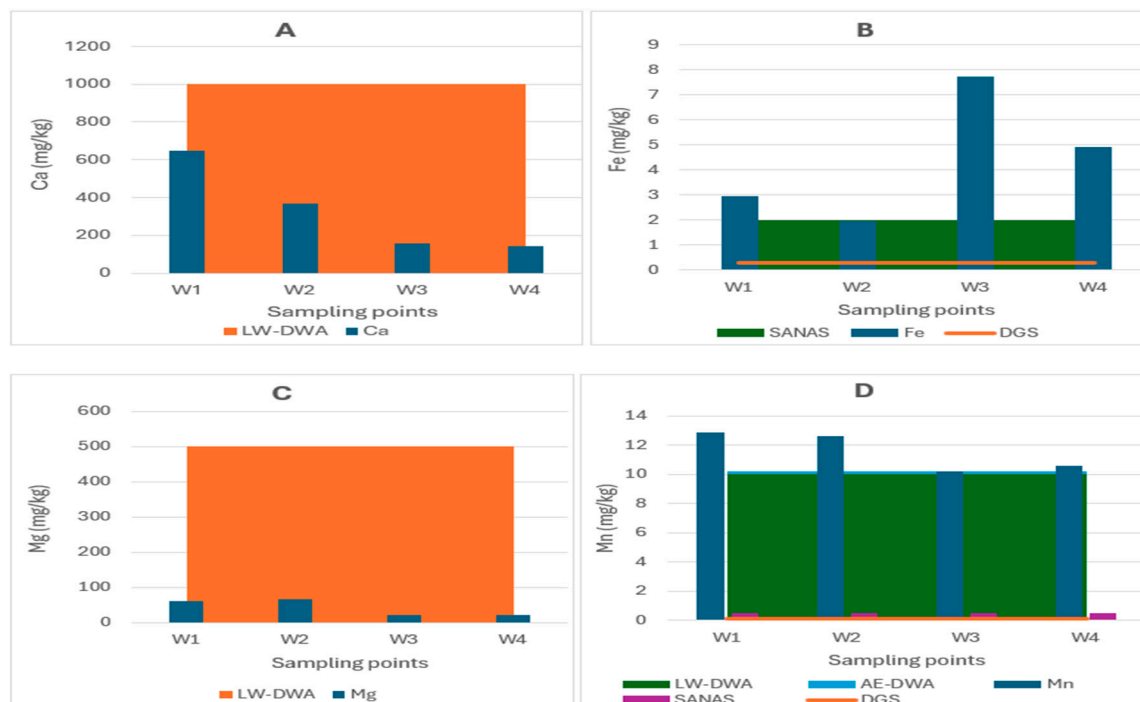 A
1200
1000
800
600
400
200
0
Ca (mg/kg)
W1 W2 W3 W4
Sampling points
LW-DWA Ca
B
9
8
7
6
5
4
3
2
1
0
Fe (mg/kg)
W1 W2 W3 W4
Sampling points
SANAS Fe DGS
C
600
500
400
300
200
100
0
Mg (mg/kg)
W1 W2 W3 W4
Sampling points
LW-DWA Mg
D
14
12
10
8
6
4
2
0
Mn (mg/kg)
W1 W2 W3 W4
Sampling points
LW-DWA AE-DWA Mn
SANAS DGS